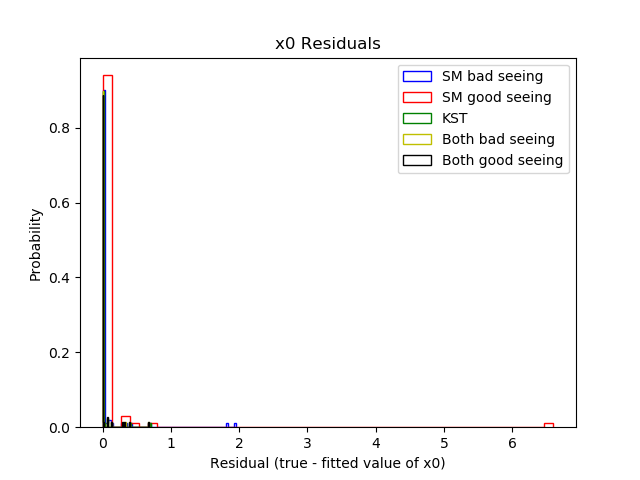 x0 Residuals
SM bad seeing
SM good seeing
KST
Both bad seeing
Both good seeing
Probability
0.8
0.6
0.4
0.2
0.0
0 1 2 3 4 5 6
Residual (true - fitted value of x0)